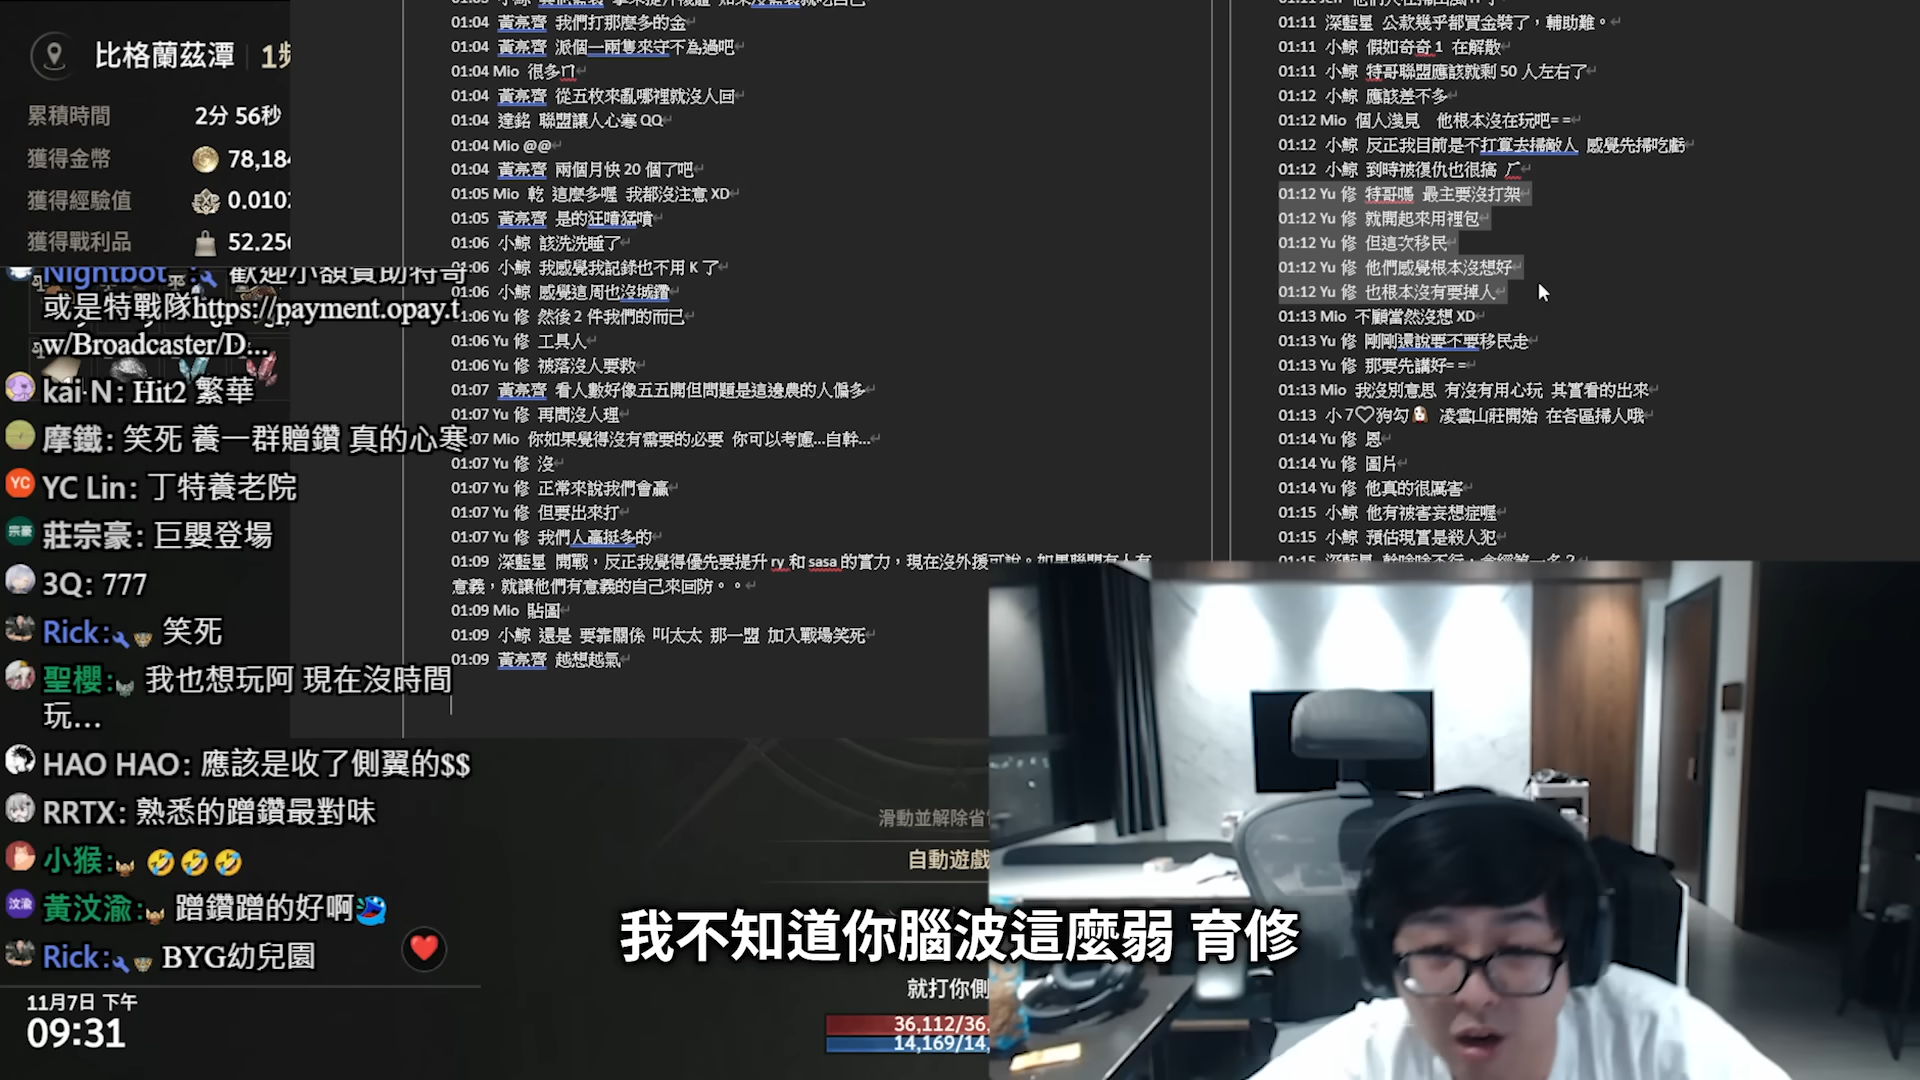 比格蘭茲潭
累積時間 2分 56秒
獲得金幣 78,184
獲得經驗值 0.0102
獲得戰利品 52.256
Nightbot: 歡迎小額贊助特哥
或是特戰隊https://payment.opay.t
w/Broadcaster/D...
kai N: Hit2 繁華
摩鐵: 笑死 養一群贈鑽 真的心寒
YC Lin: 丁特養老院
莊宗豪: 巨嬰登場
3Q: 777
Rick: 笑死
聖櫻: 我也想玩阿 現在沒時間
玩...
HAO HAO: 應該是收了側翼的$$
RRTX: 熟悉的蹭鑽最對味
小猴: 🤣🤣🤣
黃汶渝: 蹭鑽蹭的好啊
Rick: BYG幼兒園
11月7日 下午
09:31
01:04 黃亮齊 我們打那麼多的金
01:04 黃亮齊 派個一兩隻來守不為過吧
01:04 Mio 很多ㄇ
01:04 黃亮齊 從五枚來亂哪裡就沒人回
01:04 達銘 聯盟讓人心寒 QQ
01:04 Mio @@
01:04 黃亮齊 兩個月快 20 個了吧
01:05 Mio 乾 這麼多喔 我都沒注意 XD
01:05 黃亮齊 是的狂噴猛噴
01:06 小鯨 該洗洗睡了
01:06 小鯨 我感覺我記錄也不用 K 了
01:06 小鯨 感覺這周也沒城鑽
01:06 Yu 修 然後 2 件我們的而已
01:06 Yu 修 工具人
01:06 Yu 修 被落沒人要救
01:07 黃亮齊 看人數好像五五開但問題是這邊農的人偏多
01:07 Yu 修 再問沒人理
01:07 Mio 你如果覺得沒有需要的必要 你可以考慮...自幹...
01:07 Yu 修 沒
01:07 Yu 修 正常來說我們會贏
01:07 Yu 修 但要出來打
01:07 Yu 修 我們人贏挺多的
01:09 深藍星 開戰，反正我覺得優先要提升 ry 和 sasa 的實力，現在沒外援可說。如果聯盟有人有
意義，就讓他們有意義的自己來回防。。
01:09 Mio 貼圖
01:09 小鯨 還是 要靠關係 叫太太 那一盟 加入戰場笑死
01:09 黃亮齊 越想越氣
01:11 深藍星 公款幾乎都買金裝了，輔助難。
01:11 小鯨 假如奇奇 1 在解散
01:11 小鯨 特哥聯盟應該就剩 50 人左右了
01:12 小鯨 應該差不多
01:12 Mio 個人淺見 他根本沒在玩吧= =
01:12 小鯨 反正我目前是不打算去掃敵人 感覺先掃吃虧
01:12 小鯨 到時被復仇也很搞 ㄏ
01:12 Yu 修 特哥嗎 最主要沒打架
01:12 Yu 修 就開起來用裡包
01:12 Yu 修 但這次移民
01:12 Yu 修 他們感覺根本沒想好
01:12 Yu 修 也根本沒有要掉人
01:13 Mio 不顧當然沒想 XD
01:13 Yu 修 剛剛還說要不要移民走
01:13 Yu 修 那要先講好= =
01:13 Mio 我沒別意思 有沒有用心玩 其實看的出來
01:13 小 7♡狗勾 凌雲山莊開始 在各區掃人哦
01:14 Yu 修 恩
01:14 Yu 修 圖片
01:14 Yu 修 他真的很厲害
01:15 小鯨 他有被害妄想症喔
01:15 小鯨 預估現實是殺人犯
滑動並解除省
自動遊戲
我不知道你腦波這麼弱 育修
就打你側
36,112/36,
14,169/14,